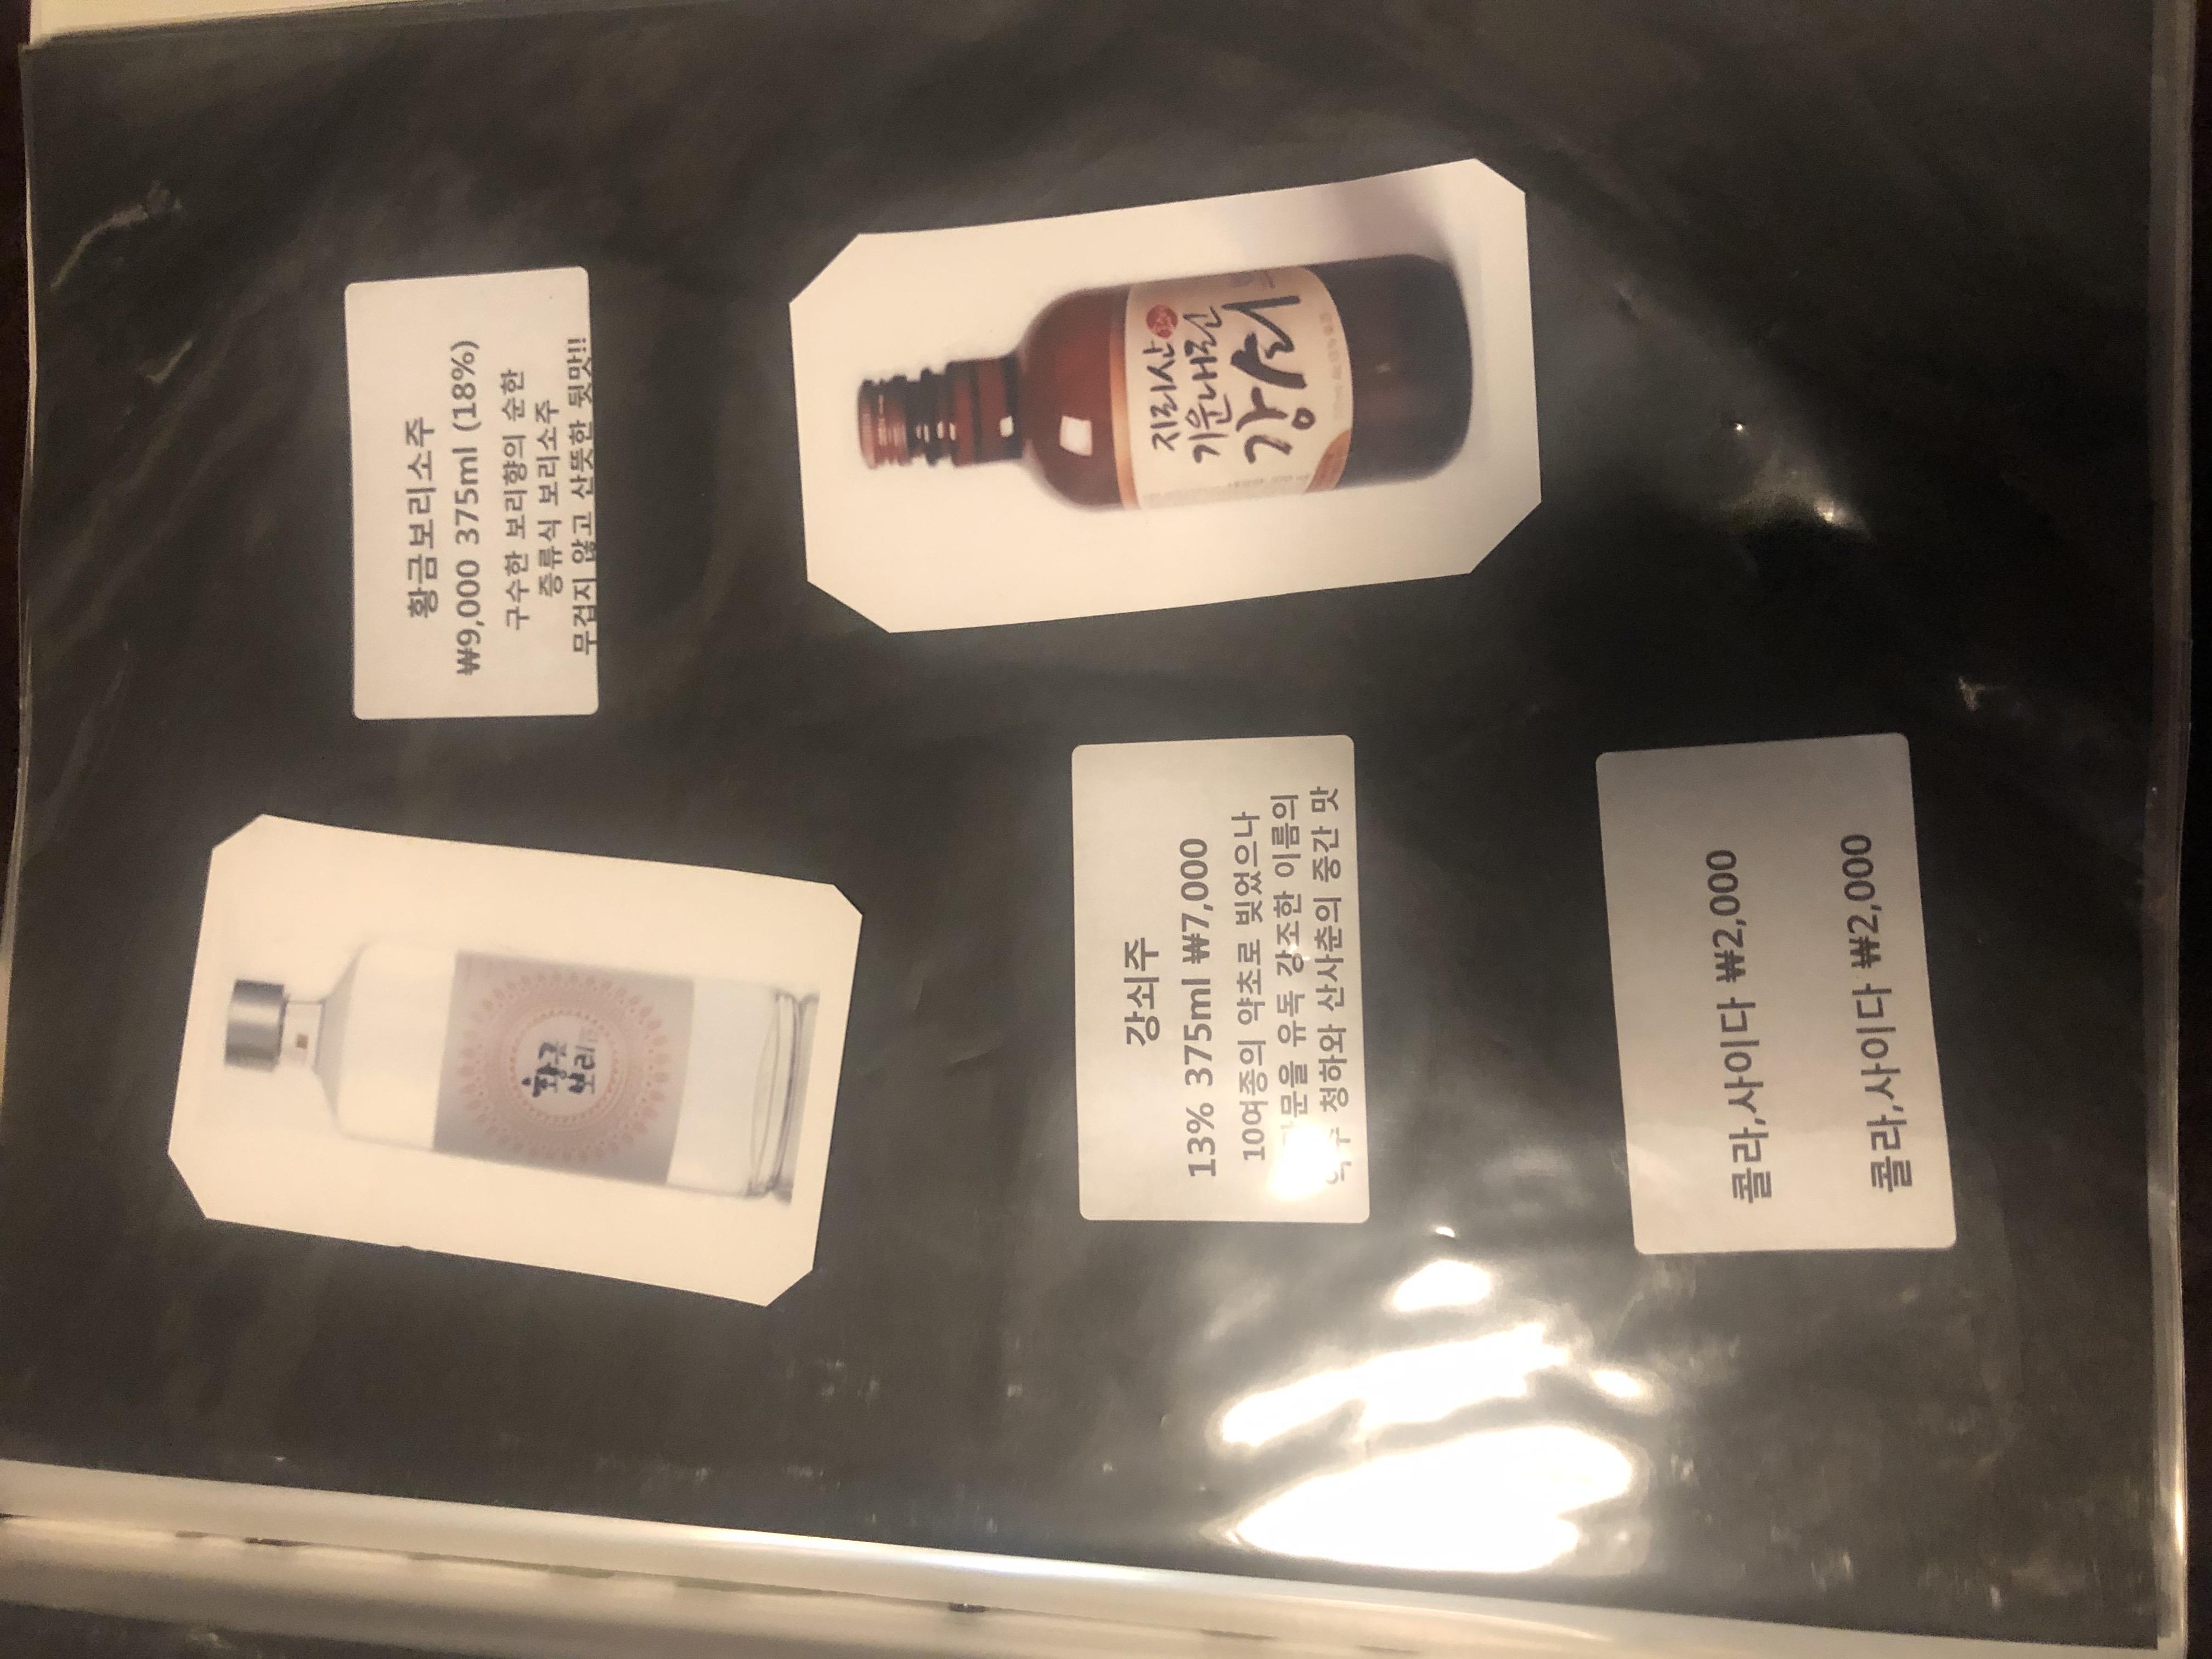 황금보리소주
₩9,000 375ml (18%)
구수한 보리향의 순한
증류식 보리소주
무겁지 않고 산뜻한 뒷맛!!
황금
보리
지리산
기운내린
강쇠
강쇠주
13% 375ml ₩7,000
10여종의 약초로 빚었으나
유독 강조한 이름의
청하와 산사춘의 중간 맛
콜라,사이다 ₩2,000
콜라,사이다 ₩2,000